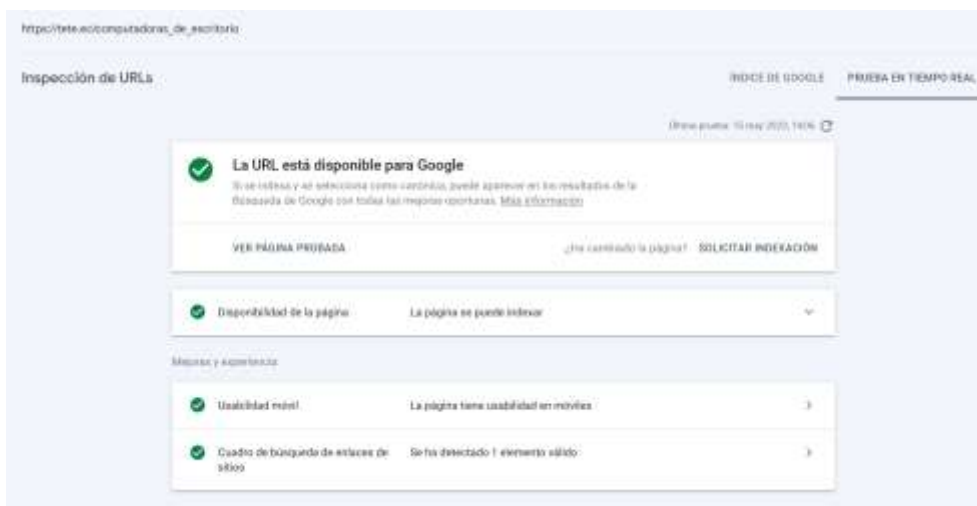 https://tete.ec/computadoras_de_escritorio
Inspección de URLs
ÍNDICE DE GOOGLE
PRUEBA EN TIEMPO REAL
Última prueba: 15 may
La URL está disponible para Google
Si se indexa y se selecciona como canónica, puede aparecer en los resultados de la
Búsqueda de Google con todas las mejoras oportunas. Más información
VER PÁGINA PROBADA
¿Ha cambiado la página?
SOLICITAR INDEXACIÓN
Disponibilidad de la página
La página se puede indexar
Mejoras y experiencia
Usabilidad móvil
La página tiene usabilidad en móviles
Cuadro de búsqueda de enlaces de
sitios
Se ha detectado 1 elemento válido